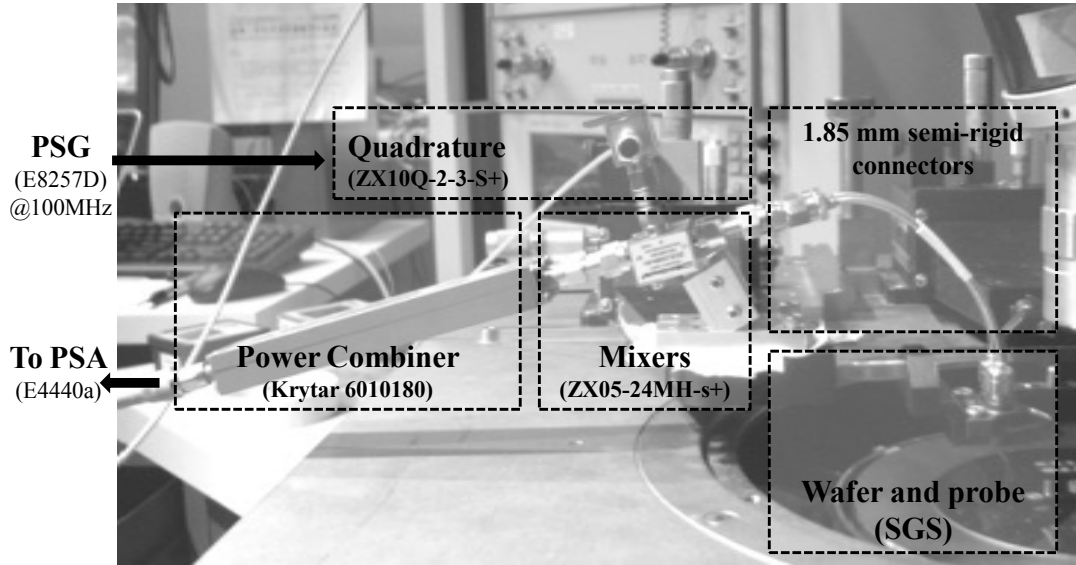 PSG
(E8257D)
@100MHz
Quadrature
(ZX10Q-2-3-S+)
1.85 mm semi-rigid
connectors
To PSA
(E4440a)
Power Combiner
(Krytar 6010180)
Mixers
(ZX05-24MH-s+)
Wafer and probe
(SGS)